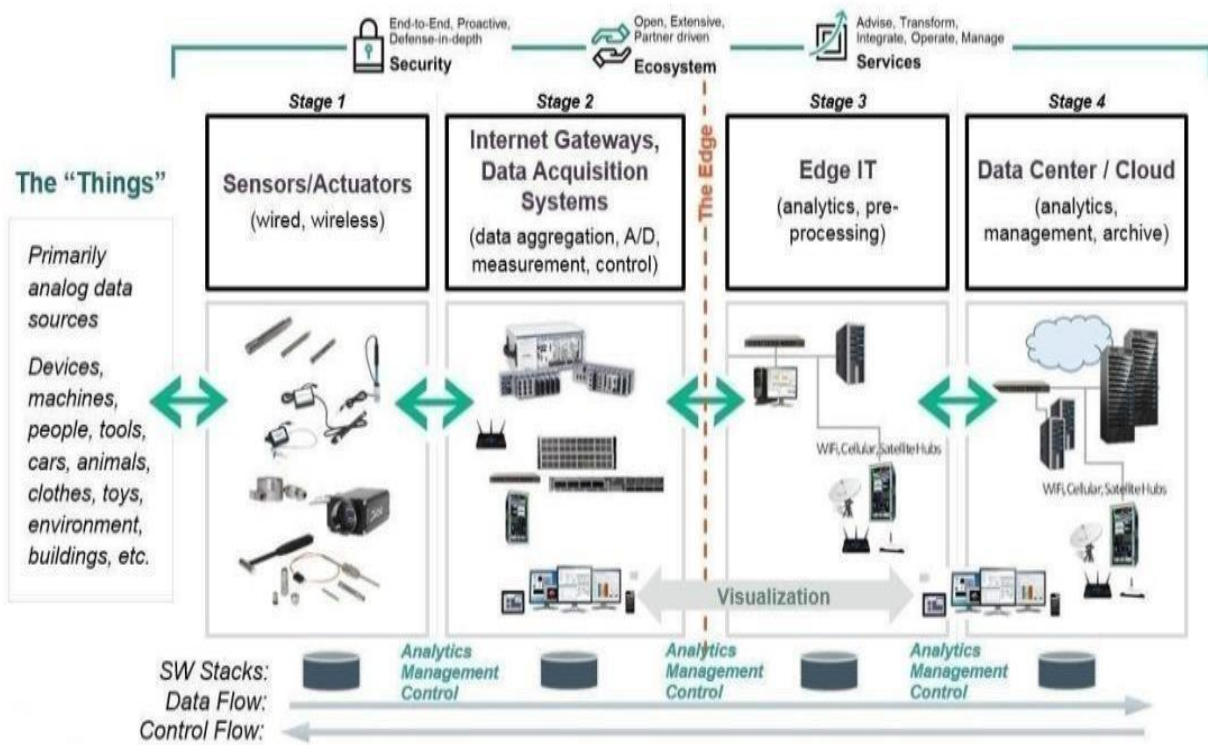 End-to-End, Proactive,
Defense-in-depth
Security
Open, Extensive,
Partner driven
Ecosystem
Advise, Transform,
Integrate, Operate, Manage
Services
Stage 1
Stage 2
Stage 3
Stage 4
The "Things"
Primarily
analog data
sources
Devices,
machines,
people, tools,
cars, animals,
clothes, toys,
environment,
buildings, etc.
Sensors/Actuators
(wired, wireless)
Internet Gateways,
Data Acquisition
Systems
(data aggregation, A/D,
measurement, control)
The Edge
Edge IT
(analytics, pre-
processing)
Data Center / Cloud
(analytics,
management, archive)
WiFi, Cellular, Satellite Hubs
WiFi, Cellular, Satellite Hubs
Visualization
SW Stacks:
Analytics
Management
Control
Analytics
Management
Control
Analytics
Management
Control
Data Flow:
Control Flow: